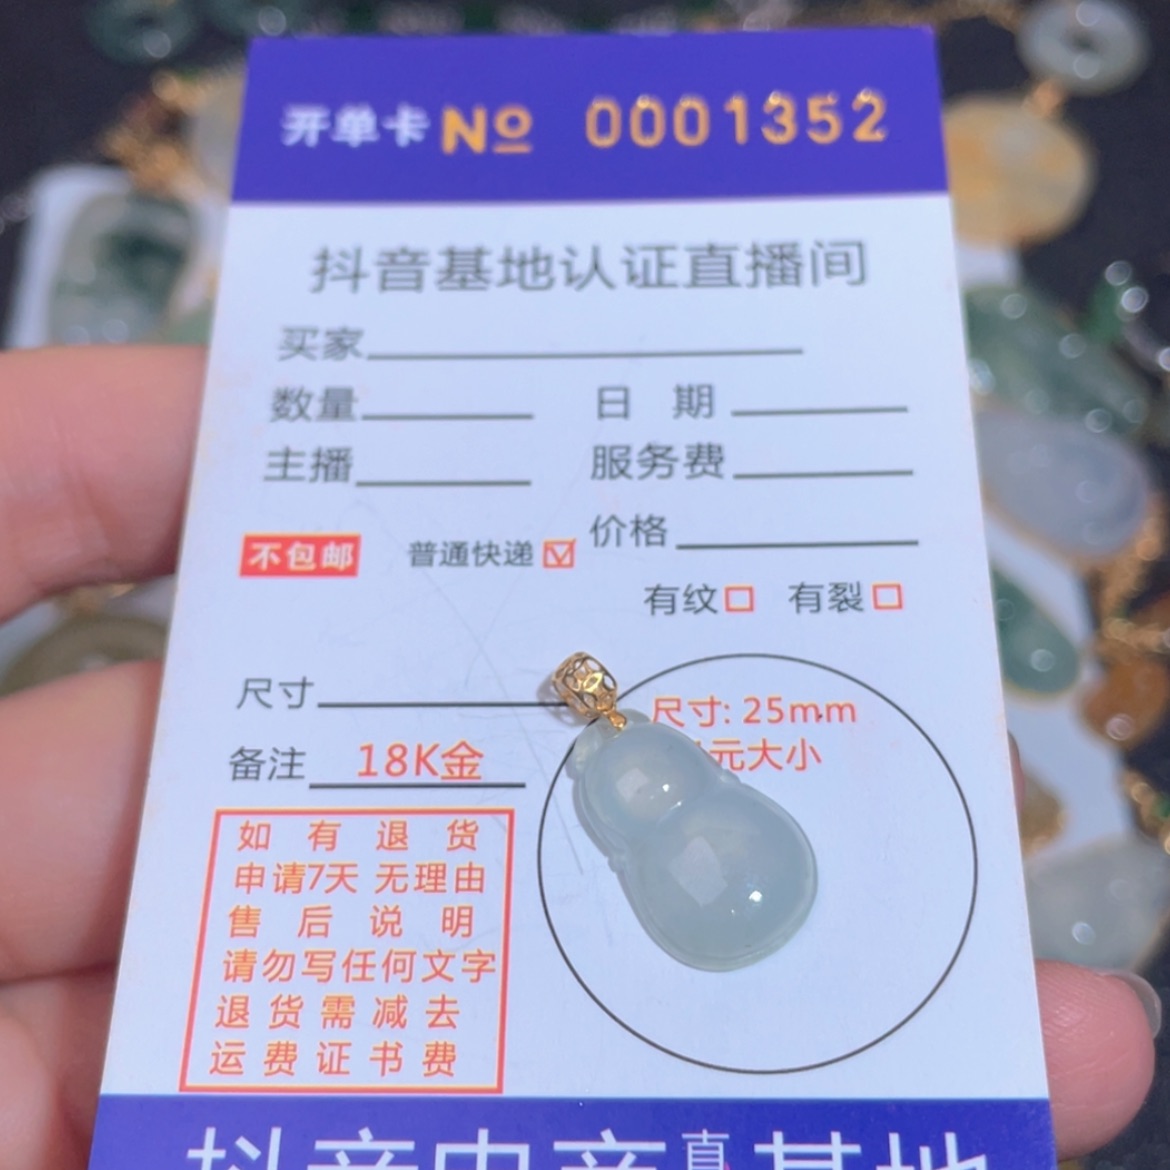 开单卡 No 0001352
抖音基地认证直播间
买家
数量 日 期
主播 服务费
不包邮 普通快递 价格
有纹 有裂
尺寸 尺寸: 25mm
备注 18K金 元大小
如有退货
申请7天 无理由
售后说明
请勿写任何文字
退货需减去
运费证书费